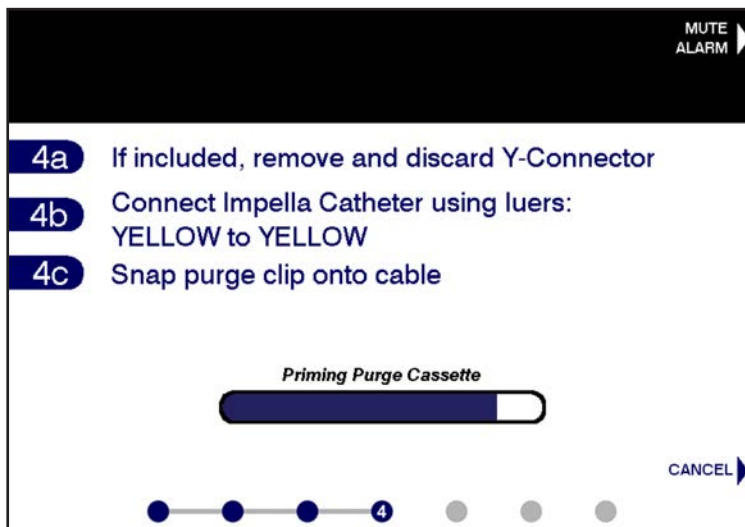 MUTE
ALARM
4a If included, remove and discard Y-Connector
4b Connect Impella Catheter using luers:
YELLOW to YELLOW
4c Snap purge clip onto cable
Priming Purge Cassette
CANCEL
4